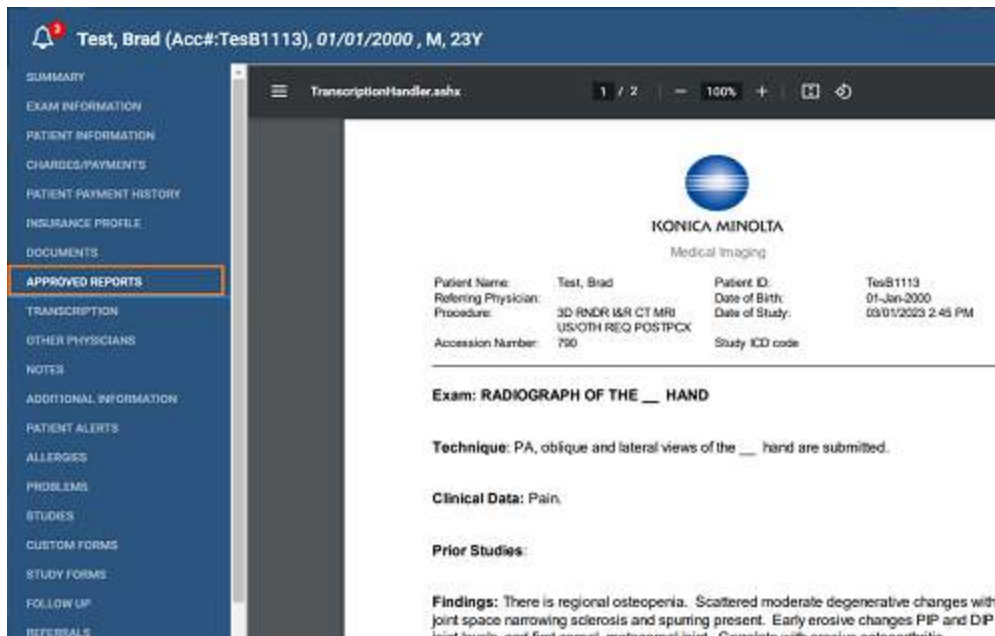 3
Test, Brad (Acc#:TesB1113), 01/01/2000 , M, 23Y
SUMMARY
EXAM INFORMATION
PATIENT INFORMATION
CHARGES/PAYMENTS
PATIENT PAYMENT HISTORY
INSURANCE PROFILE
DOCUMENTS
APPROVED REPORTS
TRANSCRIPTION
OTHER PHYSICIANS
NOTES
ADDITIONAL INFORMATION
PATIENT ALERTS
ALLERGIES
PROBLEMS
STUDIES
CUSTOM FORMS
STUDY FORMS
FOLLOW UP
REFERRALS
TranscriptionHandler.ashx 1 / 2 100%
KONICA MINOLTA
Medical Imaging
Patient Name: Test, Brad Patient ID: TesB1113
Referring Physician: Date of Birth: 01-Jan-2000
Procedure: 3D RNDR I&R CT MRI Date of Study: 03/01/2023 2:45 PM
US/OTH REQ POSTPCX
Accession Number: 790 Study ICD code
Exam: RADIOGRAPH OF THE __ HAND
Technique: PA, oblique and lateral views of the __ hand are submitted.
Clinical Data: Pain.
Prior Studies:
Findings: There is regional osteopenia. Scattered moderate degenerative changes with
joint space narrowing sclerosis and spurring present. Early erosive changes PIP and DIP